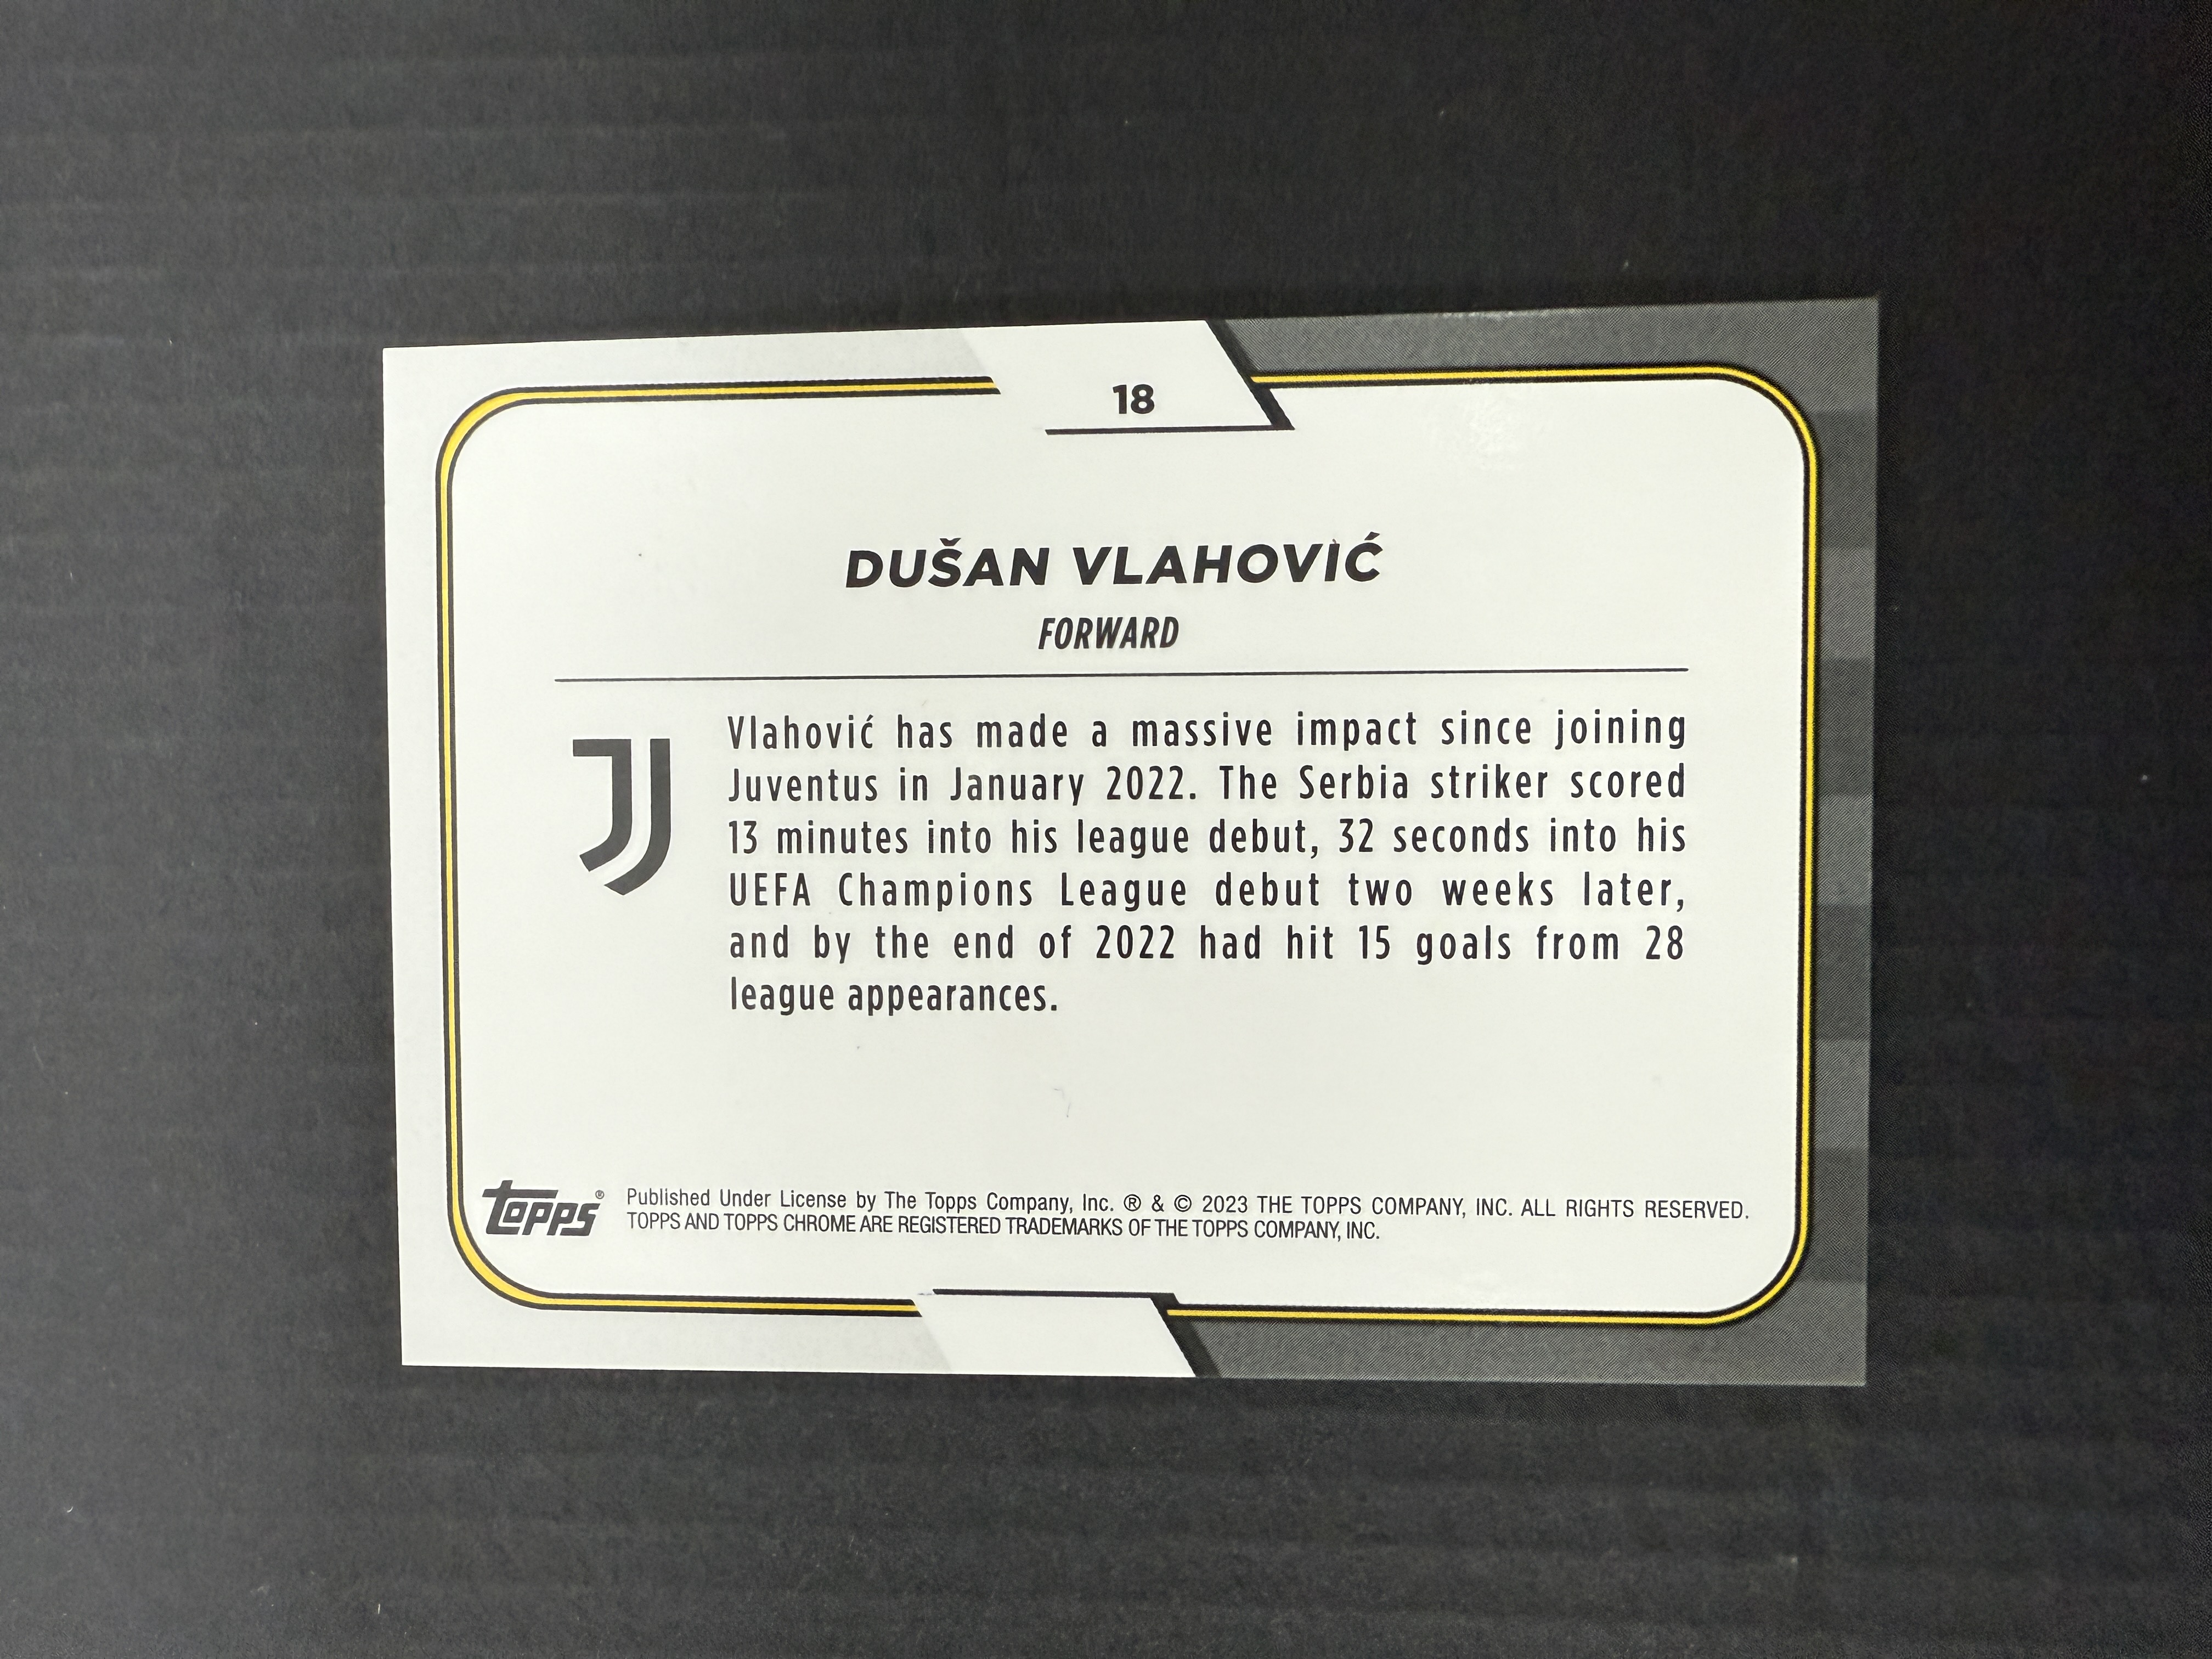 18
DUŠAN VLAHOVIĆ
FORWARD
Vlahović has made a massive impact since joining
Juventus in January 2022. The Serbia striker scored
13 minutes into his league debut, 32 seconds into his
UEFA Champions League debut two weeks later,
and by the end of 2022 had hit 15 goals from 28
league appearances.
topps®
Published Under License by The Topps Company, Inc. ® & © 2023 THE TOPPS COMPANY, INC. ALL RIGHTS RESERVED.
TOPPS AND TOPPS CHROME ARE REGISTERED TRADEMARKS OF THE TOPPS COMPANY, INC.